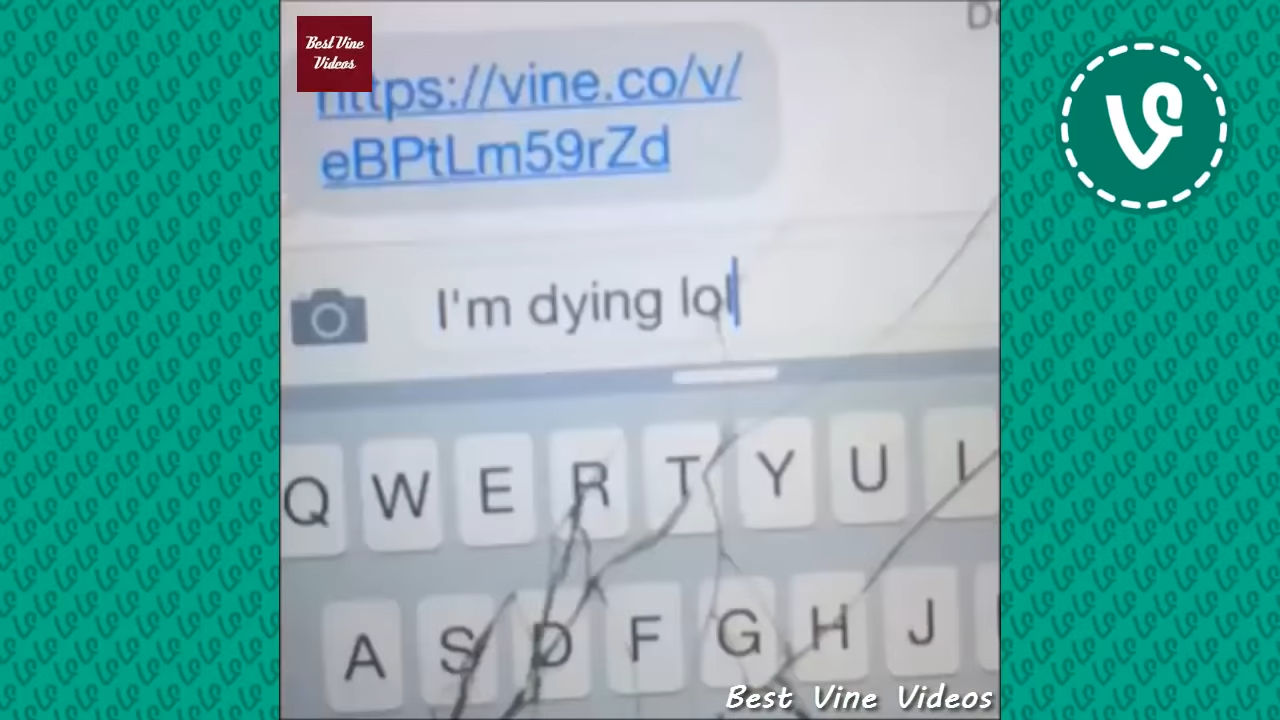 Best Vine
Videos
https://vine.co/v/
eBPtLm59rZd
I'm dying lol
Q W E R T Y U I
A S D F G H J
Best Vine Videos